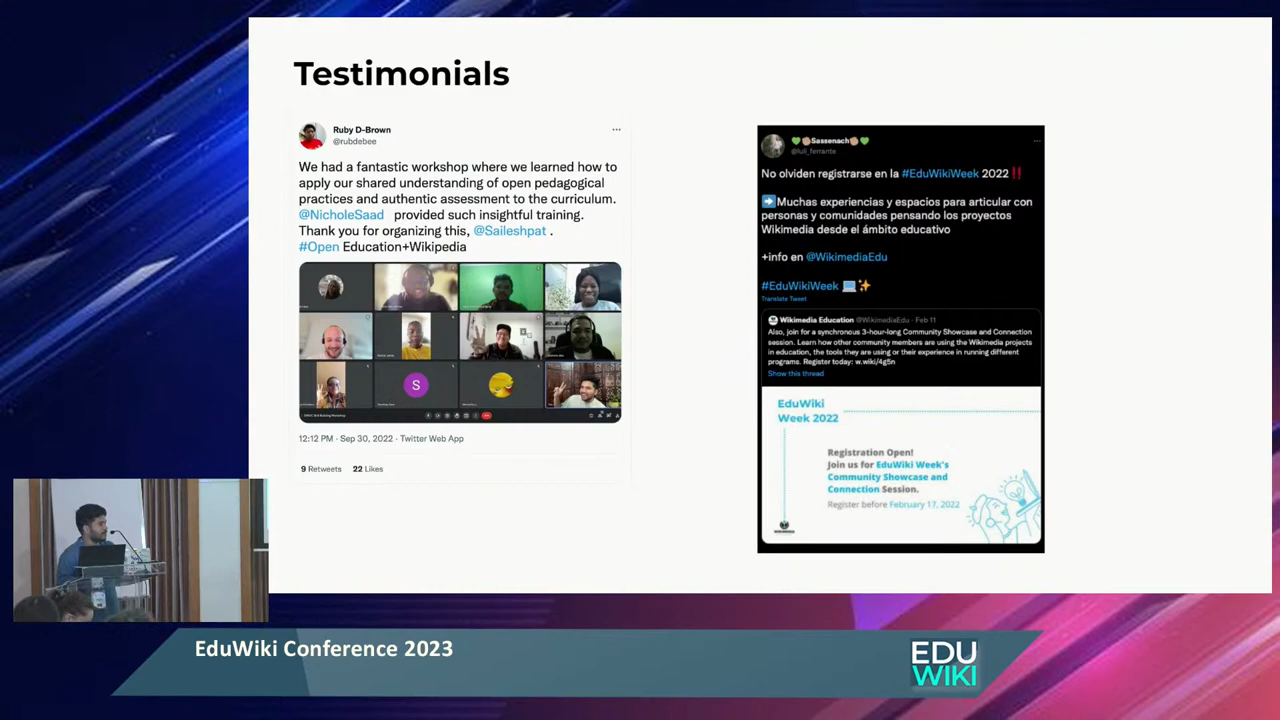 Testimonials
Ruby D-Brown
@rubdebee
We had a fantastic workshop where we learned how to
apply our shared understanding of open pedagogical
practices and authentic assessment to the curriculum.
@NicholeSaad provided such insightful training.
Thank you for organizing this, @Saileshpat .
#Open Education+Wikipedia
S
12:12 PM · Sep 30, 2022 · Twitter Web App
9 Retweets 22 Likes
Sassenach
@luli_ferrante
No olviden registrarse en la #EduWikiWeek 2022‼️
➡️Muchas experiencias y espacios para articular con
personas y comunidades pensando los proyectos
Wikimedia desde el ámbito educativo
+info en @WikimediaEdu
#EduWikiWeek 💻✨
Translate Tweet
Wikimedia Education @WikimediaEdu · Feb 11
Also, join for a synchronous 3-hour-long Community Showcase and Connection
session. Learn how other community members are using the Wikimedia projects
in education, the tools they are using or their experience in running different
programs. Register today: w.wiki/4g5n
Show this thread
EduWiki
Week 2022
Registration Open!
Join us for EduWiki Week's
Community Showcase and
Connection Session.
Register before February 17, 2022
EduWiki Conference 2023
EDU
WIKI